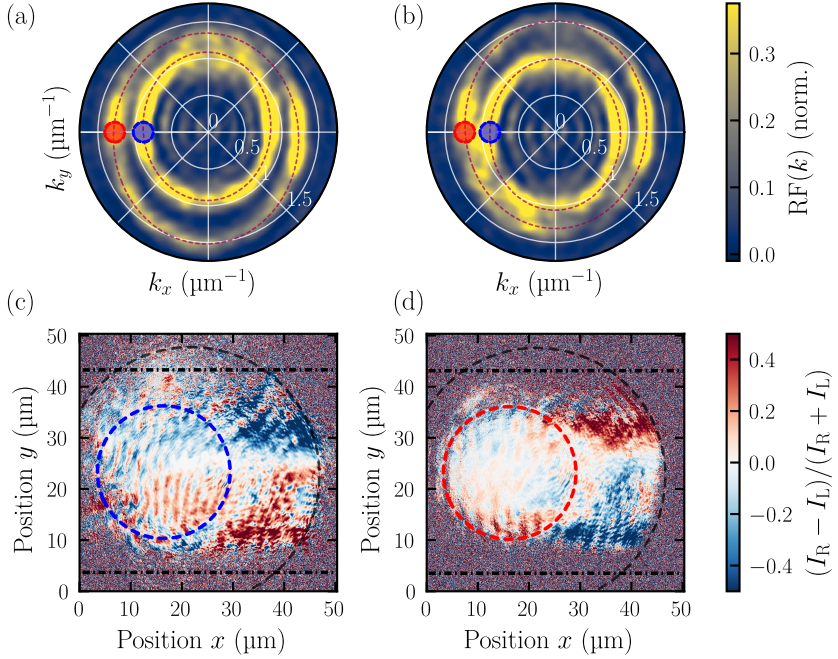 (a)
(b)
k_y (µm⁻¹)
0
0.5
1
1.5
0
0.5
1
1.5
k_x (µm⁻¹)
k_x (µm⁻¹)
0.3
0.2
0.1
0.0
RF(k) (norm.)
(c)
(d)
50
40
30
20
10
0
Position y (µm)
0 10 20 30 40 50
Position x (µm)
50
40
30
20
10
0
Position y (µm)
0 10 20 30 40 50
Position x (µm)
0.4
0.2
0.0
−0.2
−0.4
(I_R − I_L)/(I_R + I_L)